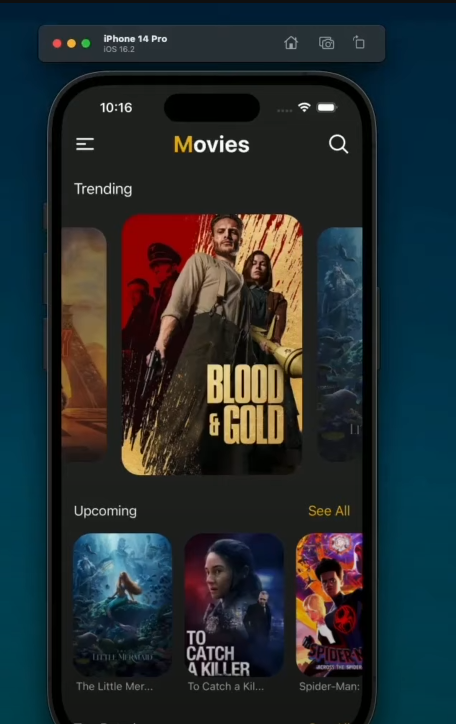 iPhone 14 Pro
iOS 16.2
10:16
Movies
Trending
BLOOD
& GOLD
Upcoming
See All
LITTLE MERMAID
TO
CATCH
A KILLER
SPIDER-M
The Little Mer...
To Catch a Kil...
Spider-Man: